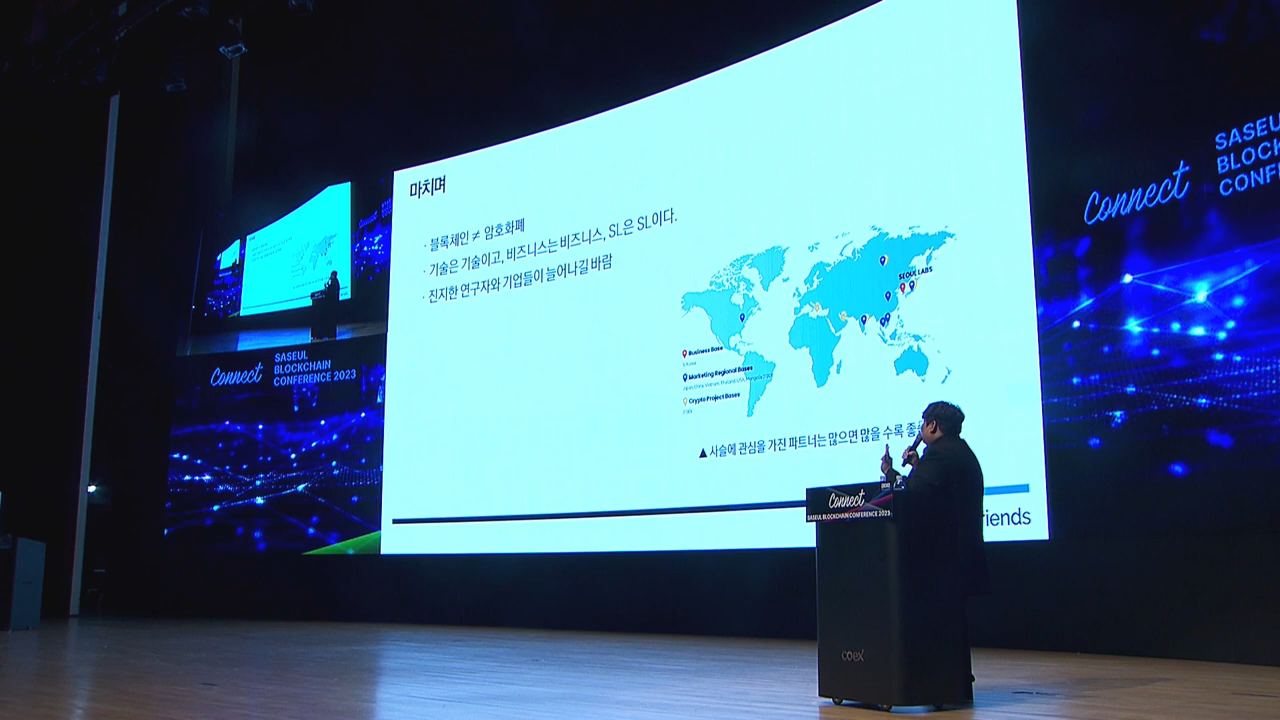 마치며
· 블록체인 ≠ 암호화폐
· 기술은 기술이고, 비즈니스는 비즈니스, SL은 SL이다.
· 진지한 연구자와 기업들이 늘어나길 바람
SEOUL LABS
Business Base
Marketing Regional Bases
Crypto Project Bases
▲ 사슬에 관심을 가진 파트너는 많으면 많을 수록
riends
Connect
SASEUL
BLOCKCHAIN
CONFERENCE 2023
Connect
SASEU
BLOCK
CONF
Connect
SASEUL BLOCKCHAIN CONFERENCE 2023
coex